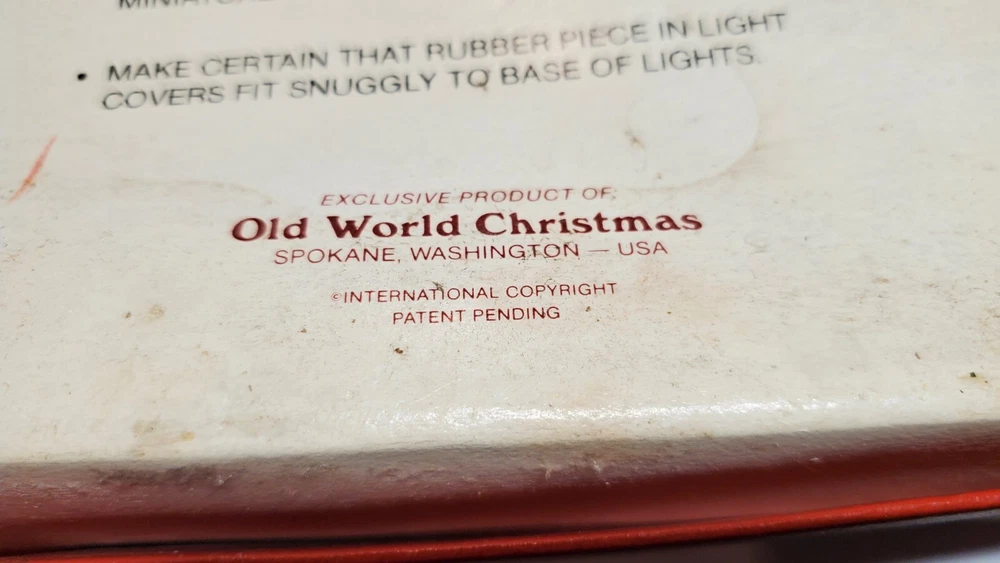 • MAKE CERTAIN THAT RUBBER PIECE IN LIGHT
COVERS FIT SNUGGLY TO BASE OF LIGHTS.
EXCLUSIVE PRODUCT OF:
Old World Christmas
SPOKANE, WASHINGTON — USA
©INTERNATIONAL COPYRIGHT
PATENT PENDING